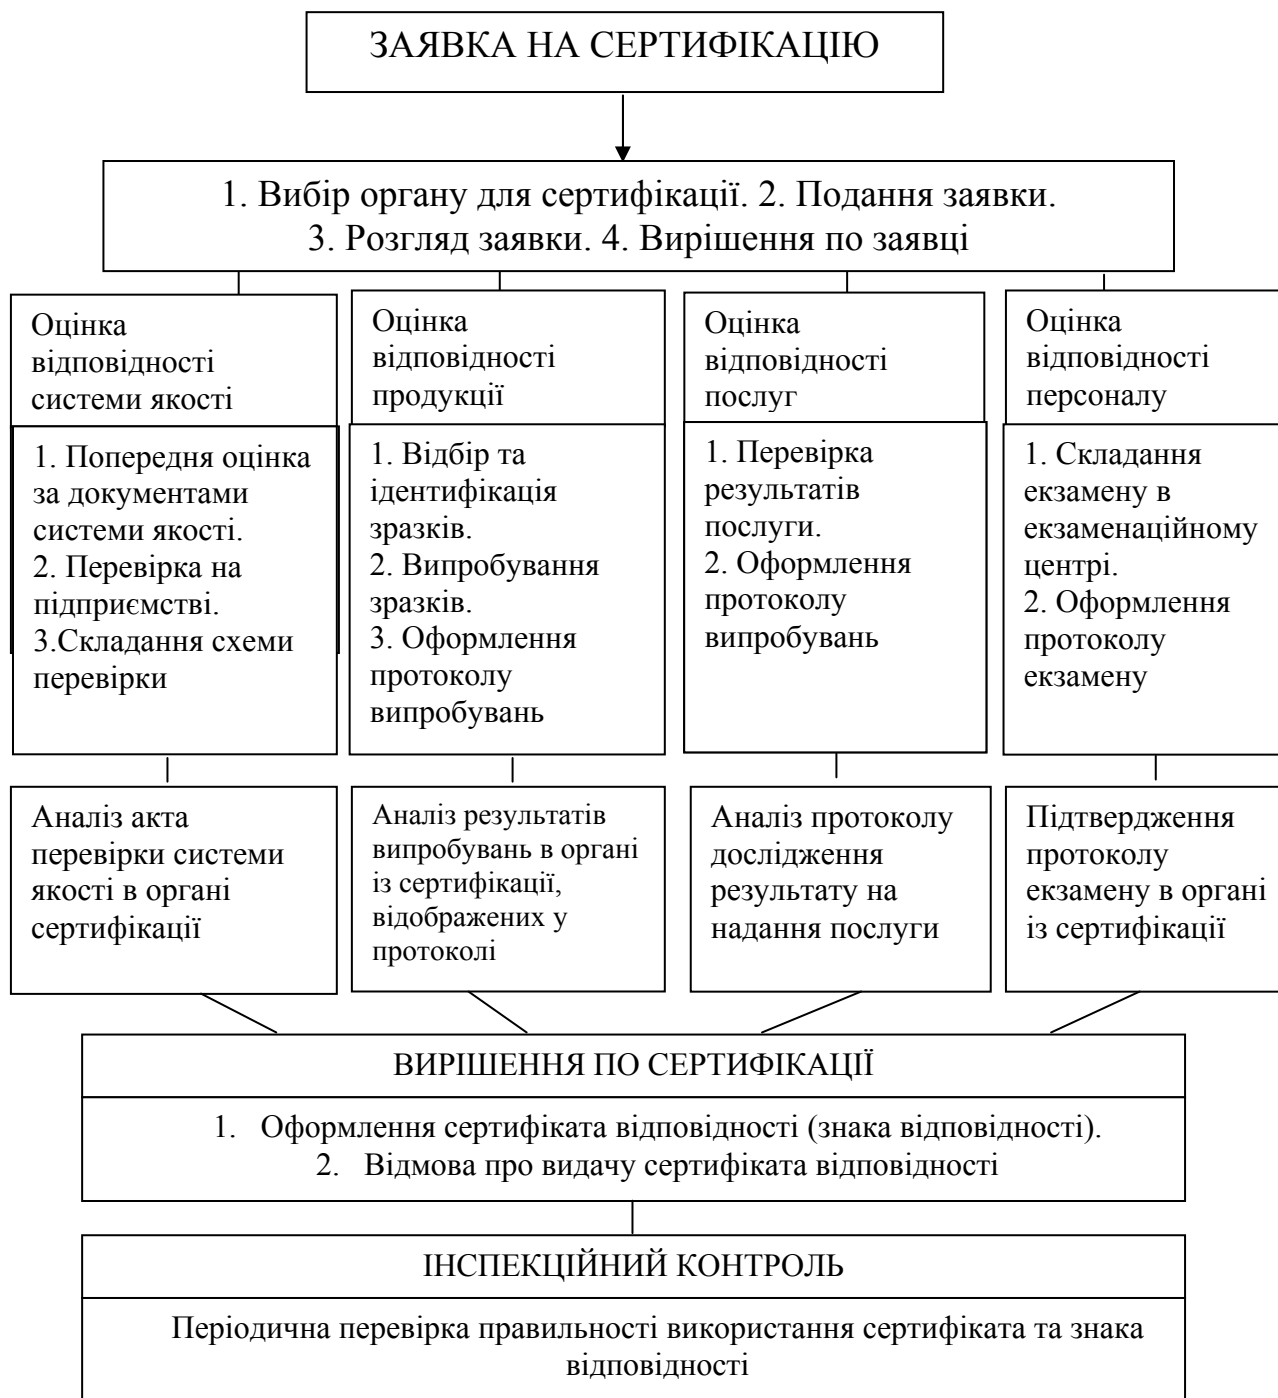 ЗАЯВКА НА СЕРТИФІКАЦІЮ
1. Вибір органу для сертифікації. 2. Подання заявки.
3. Розгляд заявки. 4. Вирішення по заявці
Оцінка
відповідності
системи якості
1. Попередня оцінка
за документами
системи якості.
2. Перевірка на
підприємстві.
3.Складання схеми
перевірки
Аналіз акта
перевірки системи
якості в органі
сертифікації
Оцінка
відповідності
продукції
1. Відбір та
ідентифікація
зразків.
2. Випробування
зразків.
3. Оформлення
протоколу
випробувань
Аналіз результатів
випробувань в органі
із сертифікації,
відображених у
протоколі
Оцінка
відповідності
послуг
1. Перевірка
результатів
послуги.
2. Оформлення
протоколу
випробувань
Аналіз протоколу
дослідження
результату на
надання послуги
Оцінка
відповідності
персоналу
1. Складання
екзамену в
екзаменаційному
центрі.
2. Оформлення
протоколу
екзамену
Підтвердження
протоколу
екзамену в органі
із сертифікації
ВИРІШЕННЯ ПО СЕРТИФІКАЦІЇ
1. Оформлення сертифіката відповідності (знака відповідності).
2. Відмова про видачу сертифіката відповідності
ІНСПЕКЦІЙНИЙ КОНТРОЛЬ
Періодична перевірка правильності використання сертифіката та знака
відповідності